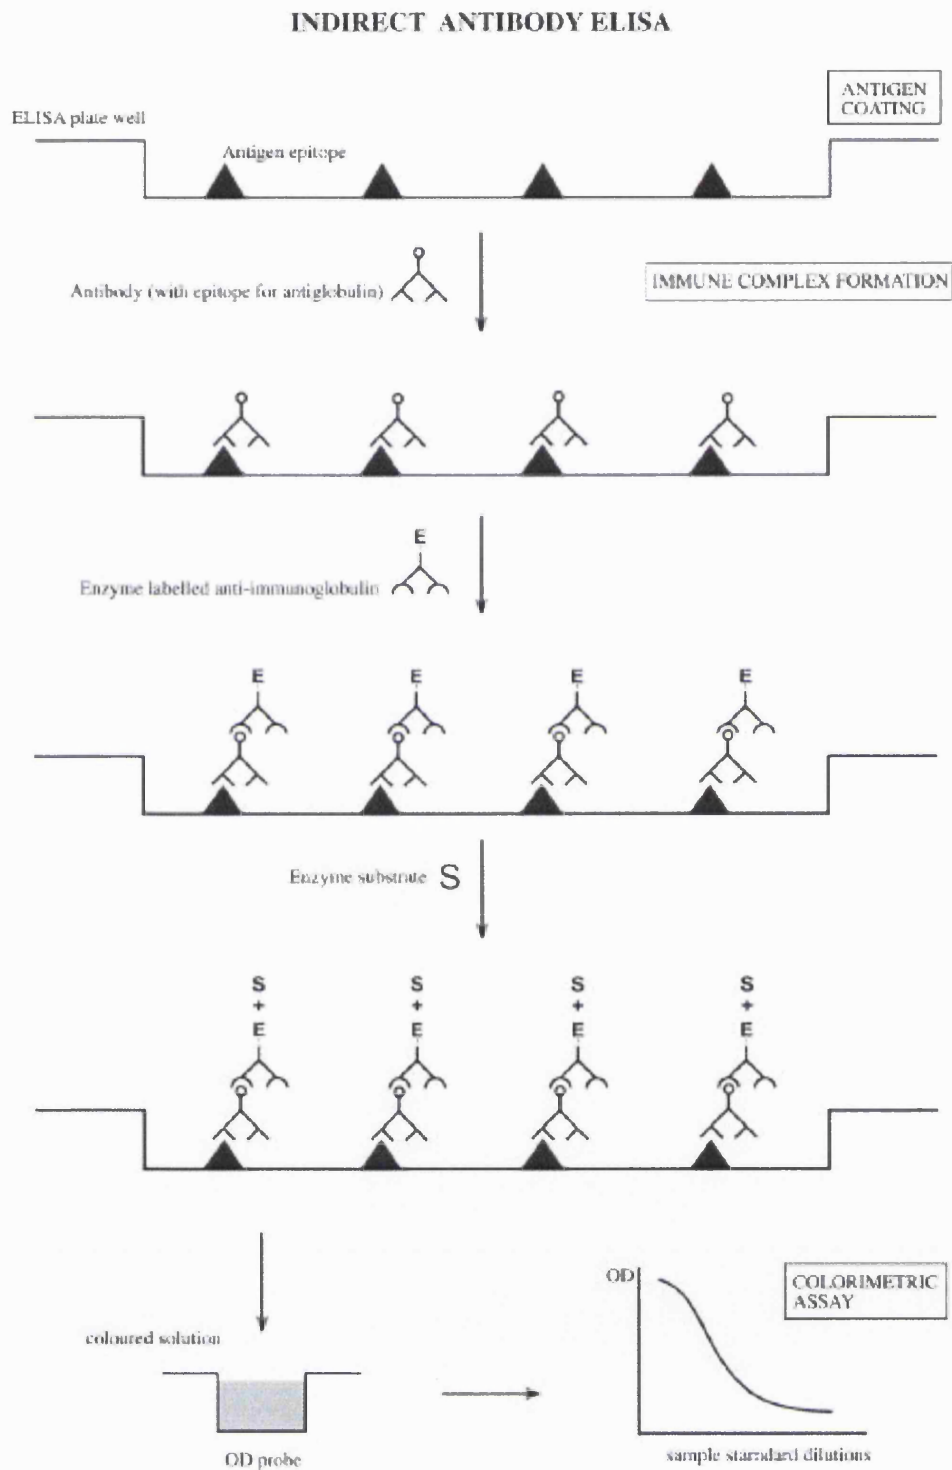 INDIRECT ANTIBODY ELISA
ANTIGEN
COATING
ELISA plate well
Antigen epitope
Antibody (with epitope for antiglobulin)
IMMUNE COMPLEX FORMATION
E
Enzyme labelled anti-immunoglobulin
E E E E
Enzyme substrate S
S S S S
+ + + +
E E E E
OD
COLORIMETRIC
ASSAY
coloured solution
OD probe
sample starndard dilutions